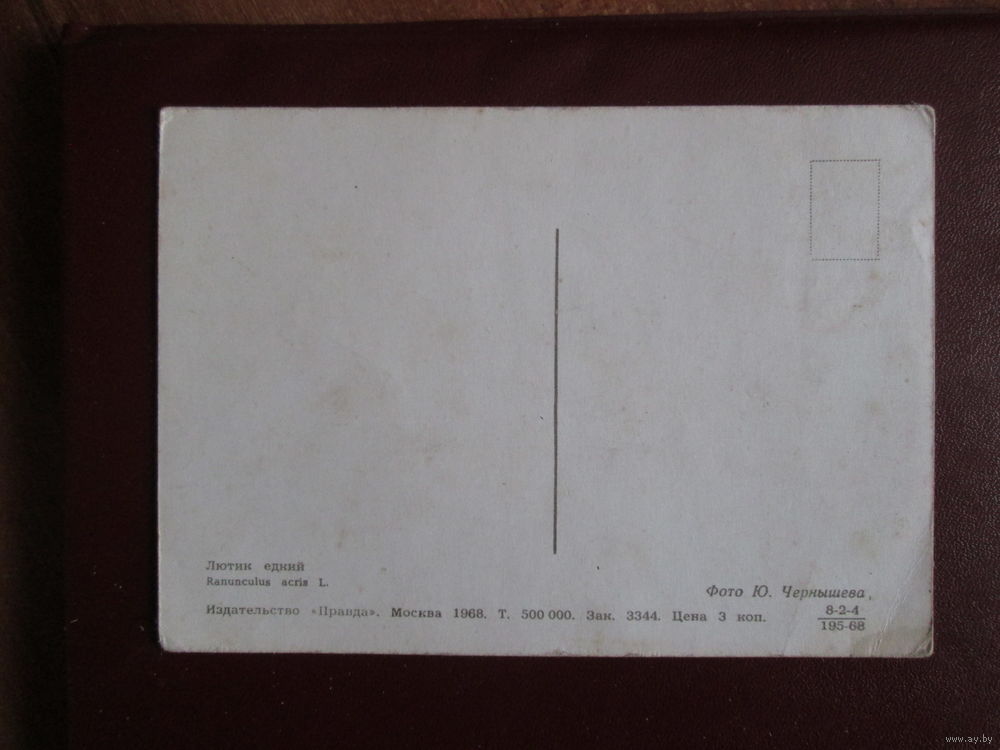 Лютик едкий
Ranunculus acris L.
Фото Ю. Чернышева,
Издательство «Правда». Москва 1968. Т. 500 000. Зак. 3344. Цена 3 коп.
8-2-4
195-68
www.ay.by